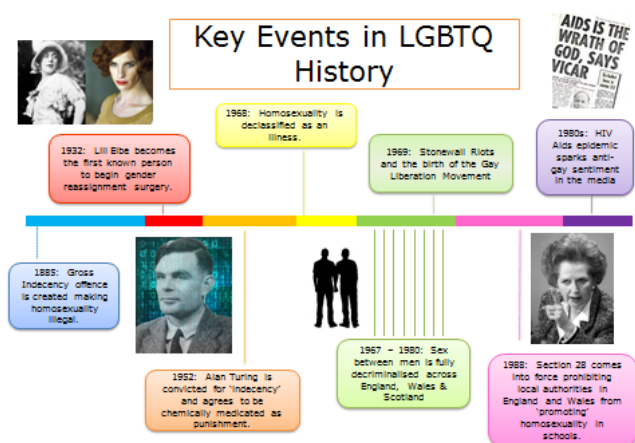 Key Events in LGBTQ
History
AIDS IS THE
WRATH OF
GOD, SAYS
VICAR
1932: Lili Elbe becomes
the first known person
to begin gender
reassignment surgery.
1968: Homosexuality is
declassified as an
illness.
1969: Stonewall Riots
and the birth of the Gay
Liberation Movement
1980s: HIV
Aids epidemic
sparks anti-
gay sentiment
in the media
1885: Gross
Indecency offence
is created making
homosexuality
illegal.
1952: Alan Turing is
convicted for 'indecency'
and agrees to be
chemically medicated as
punishment.
1967 – 1980: Sex
between men is fully
decriminalised across
England, Wales &
Scotland
1988: Section 28 comes
into force prohibiting
local authorities in
England and Wales from
'promoting'
homosexuality in
schools.